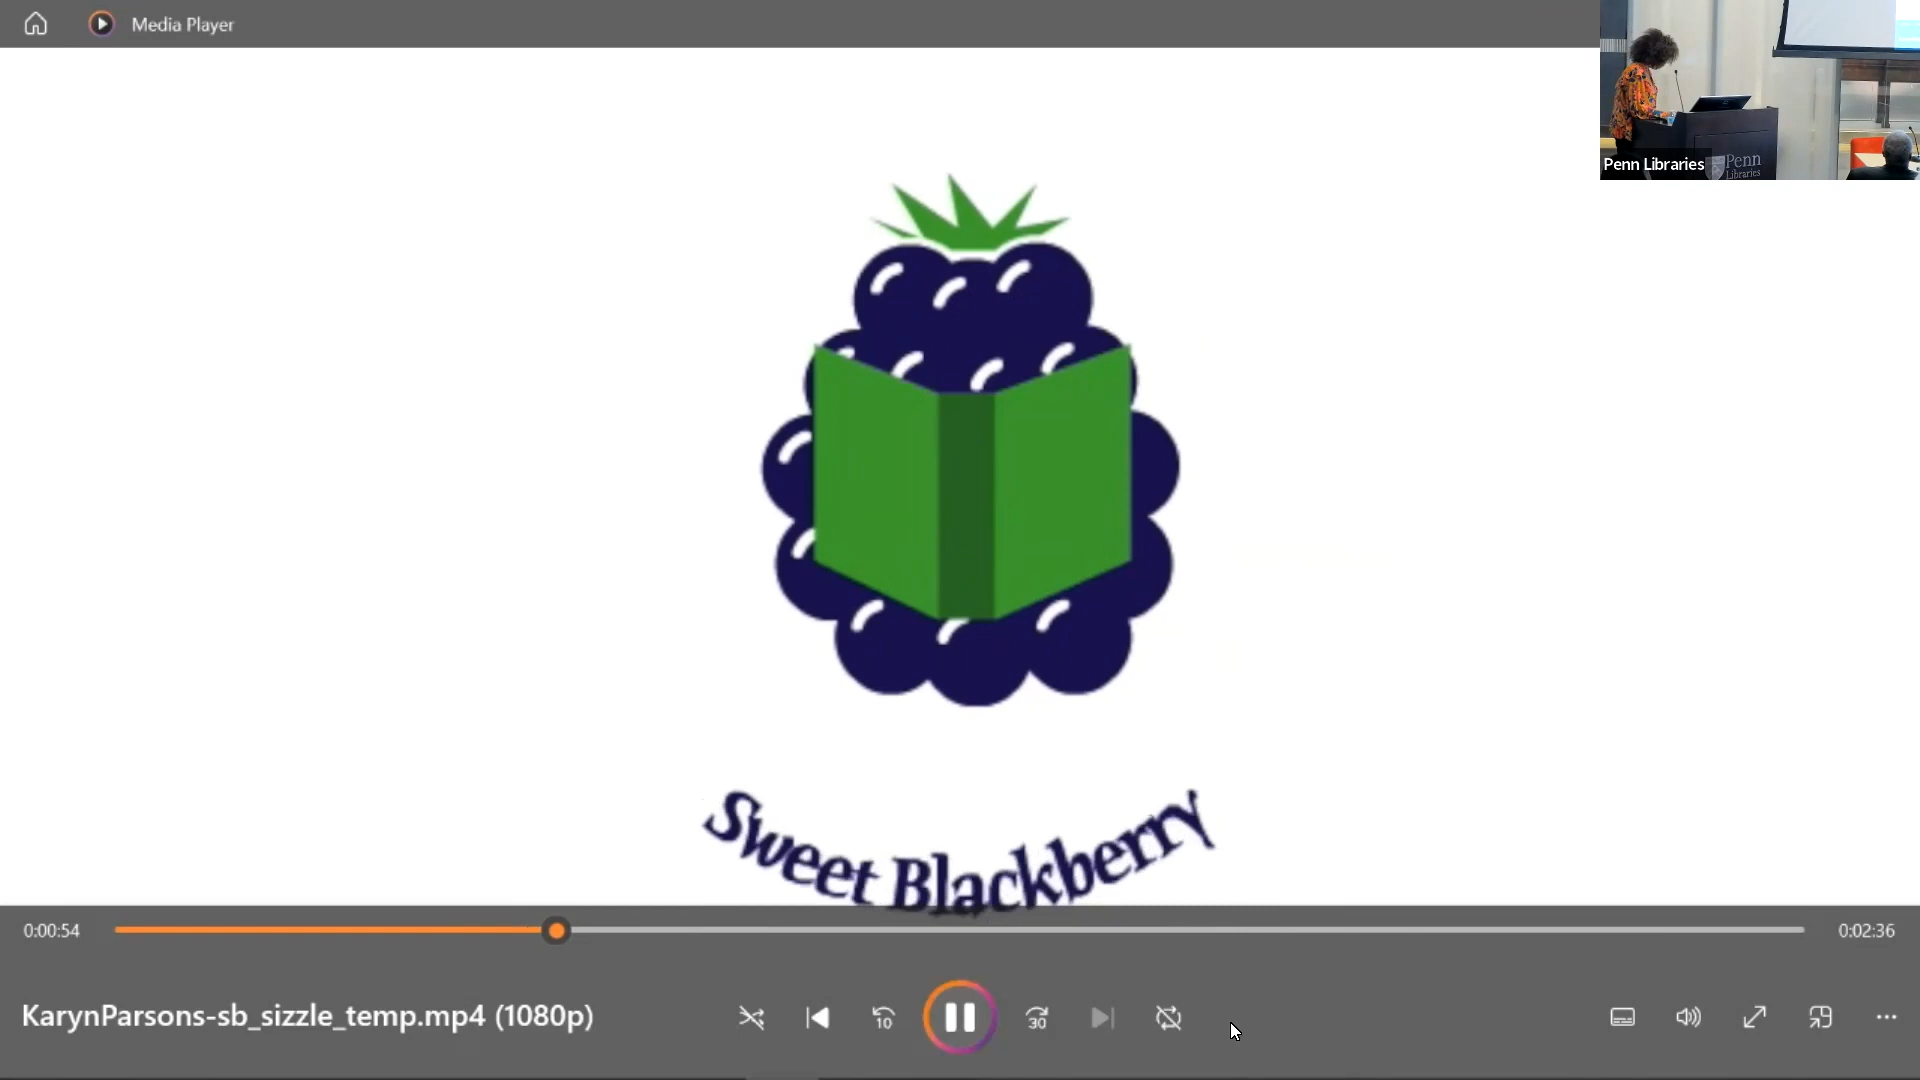 Media Player
Penn Libraries
Penn
Libraries
Sweet Blackberry
0:00:54
0:02:36
KarynParsons-sb_sizzle_temp.mp4 (1080p)
10
30